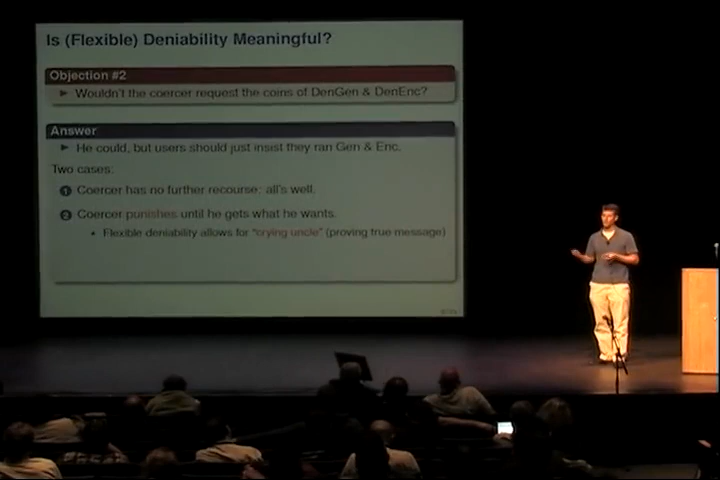 Is (Flexible) Deniability Meaningful?
Objection #2
► Wouldn't the coercer request the coins of DenGen & DenEnc?
Answer
► He could, but users should just insist they ran Gen & Enc.
Two cases:
1 Coercer has no further recourse: all's well.
2 Coercer punishes until he gets what he wants.
• Flexible deniability allows for "crying uncle" (proving true message)